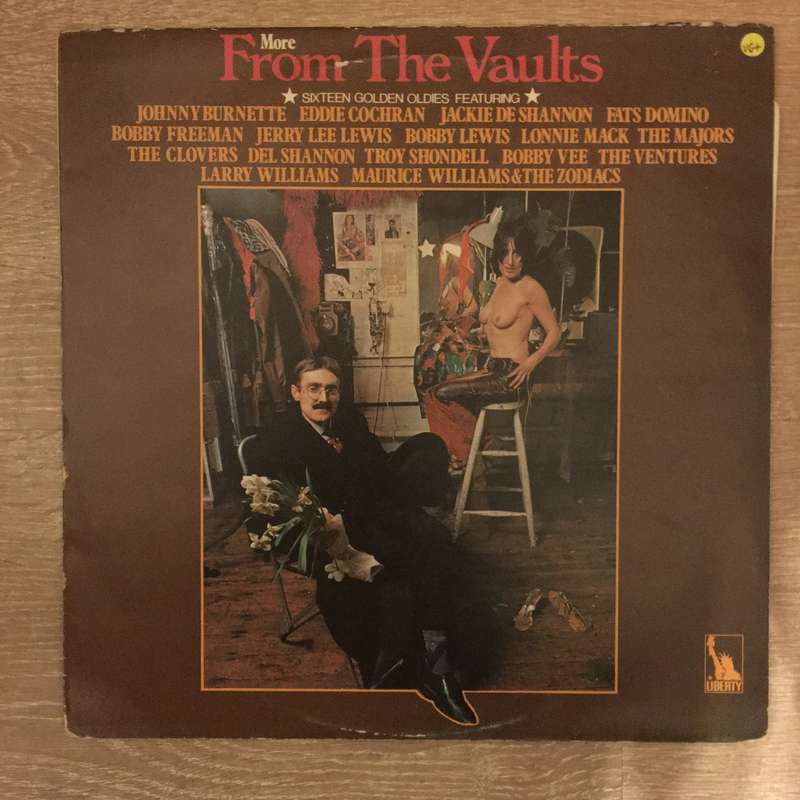 More
From The Vaults
SIXTEEN GOLDEN OLDIES FEATURING
JOHNNY BURNETTE EDDIE COCHRAN JACKIE DE SHANNON FATS DOMINO
BOBBY FREEMAN JERRY LEE LEWIS BOBBY LEWIS LONNIE MACK THE MAJORS
THE CLOVERS DEL SHANNON TROY SHONDELL BOBBY VEE THE VENTURES
LARRY WILLIAMS MAURICE WILLIAMS & THE ZODIACS
VG+
LIBERTY